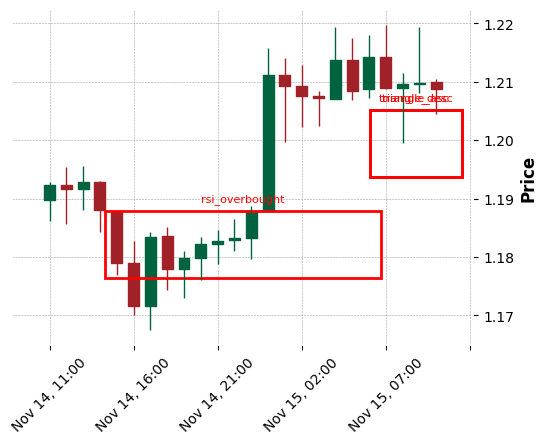 1.22
1.21
triangle_desc
1.20
Price
rsi_overbought
1.19
1.18
1.17
Nov 14, 11:00
Nov 14, 16:00
Nov 14, 21:00
Nov 15, 02:00
Nov 15, 07:00